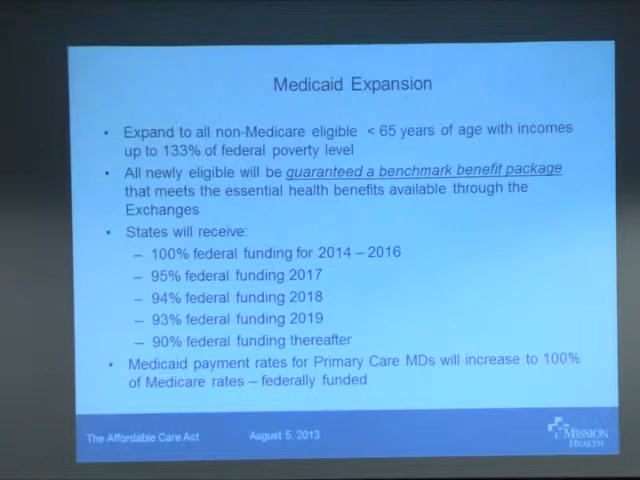 Medicaid Expansion
• Expand to all non-Medicare eligible < 65 years of age with incomes
up to 133% of federal poverty level
• All newly eligible will be guaranteed a benchmark benefit package
that meets the essential health benefits available through the
Exchanges
• States will receive:
– 100% federal funding for 2014 – 2016
– 95% federal funding 2017
– 94% federal funding 2018
– 93% federal funding 2019
– 90% federal funding thereafter
• Medicaid payment rates for Primary Care MDs will increase to 100%
of Medicare rates – federally funded
The Affordable Care Act August 5, 2013
MISSION
HEALTH